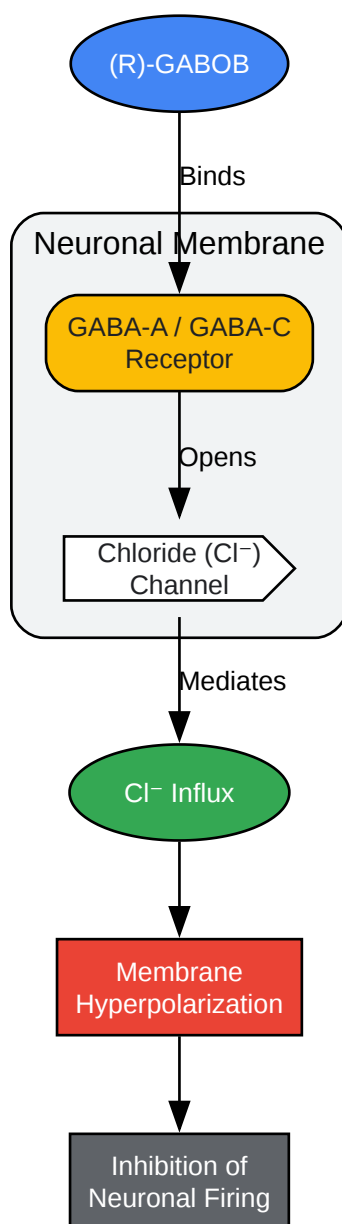 (R)-GABOB
Binds
Neuronal Membrane
GABA-A / GABA-C
Receptor
Opens
Chloride (Cl⁻)
Channel
Mediates
Cl⁻ Influx
Membrane
Hyperpolarization
Inhibition of
Neuronal Firing